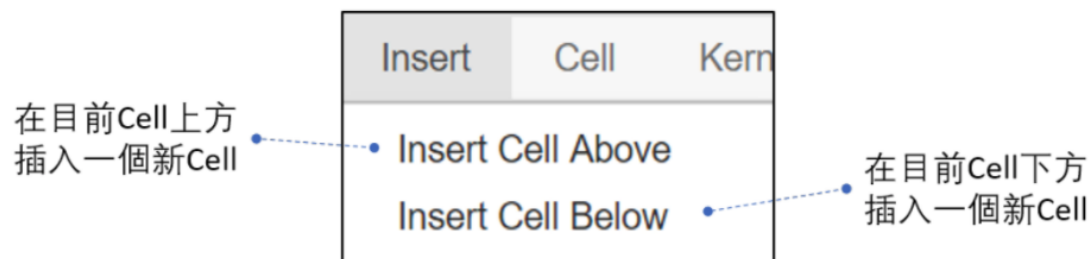 Insert Cell Kern
在目前Cell上方
插入一個新Cell
Insert Cell Above
Insert Cell Below
在目前Cell下方
插入一個新Cell